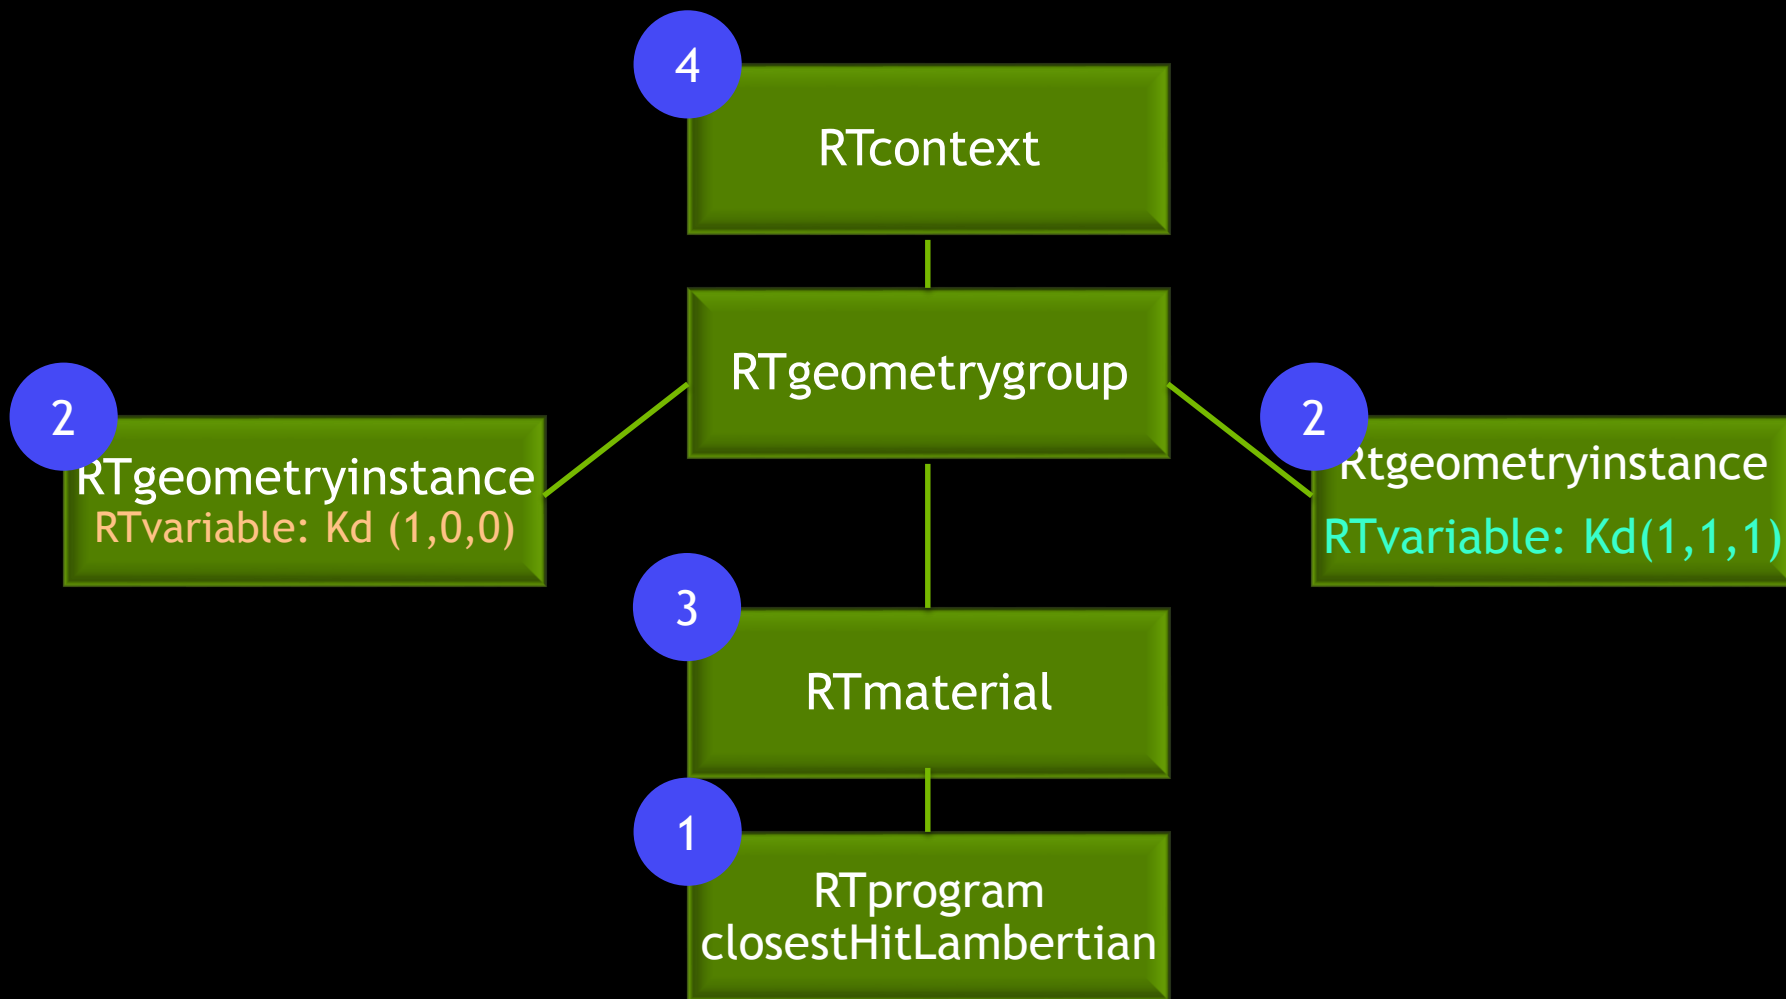 4
RTcontext
RTgeometrygroup
2
RTgeometryinstance
RTvariable: Kd (1,0,0)
2
Rtgeometryinstance
RTvariable: Kd(1,1,1)
3
RTmaterial
1
RTprogram
closestHitLambertian